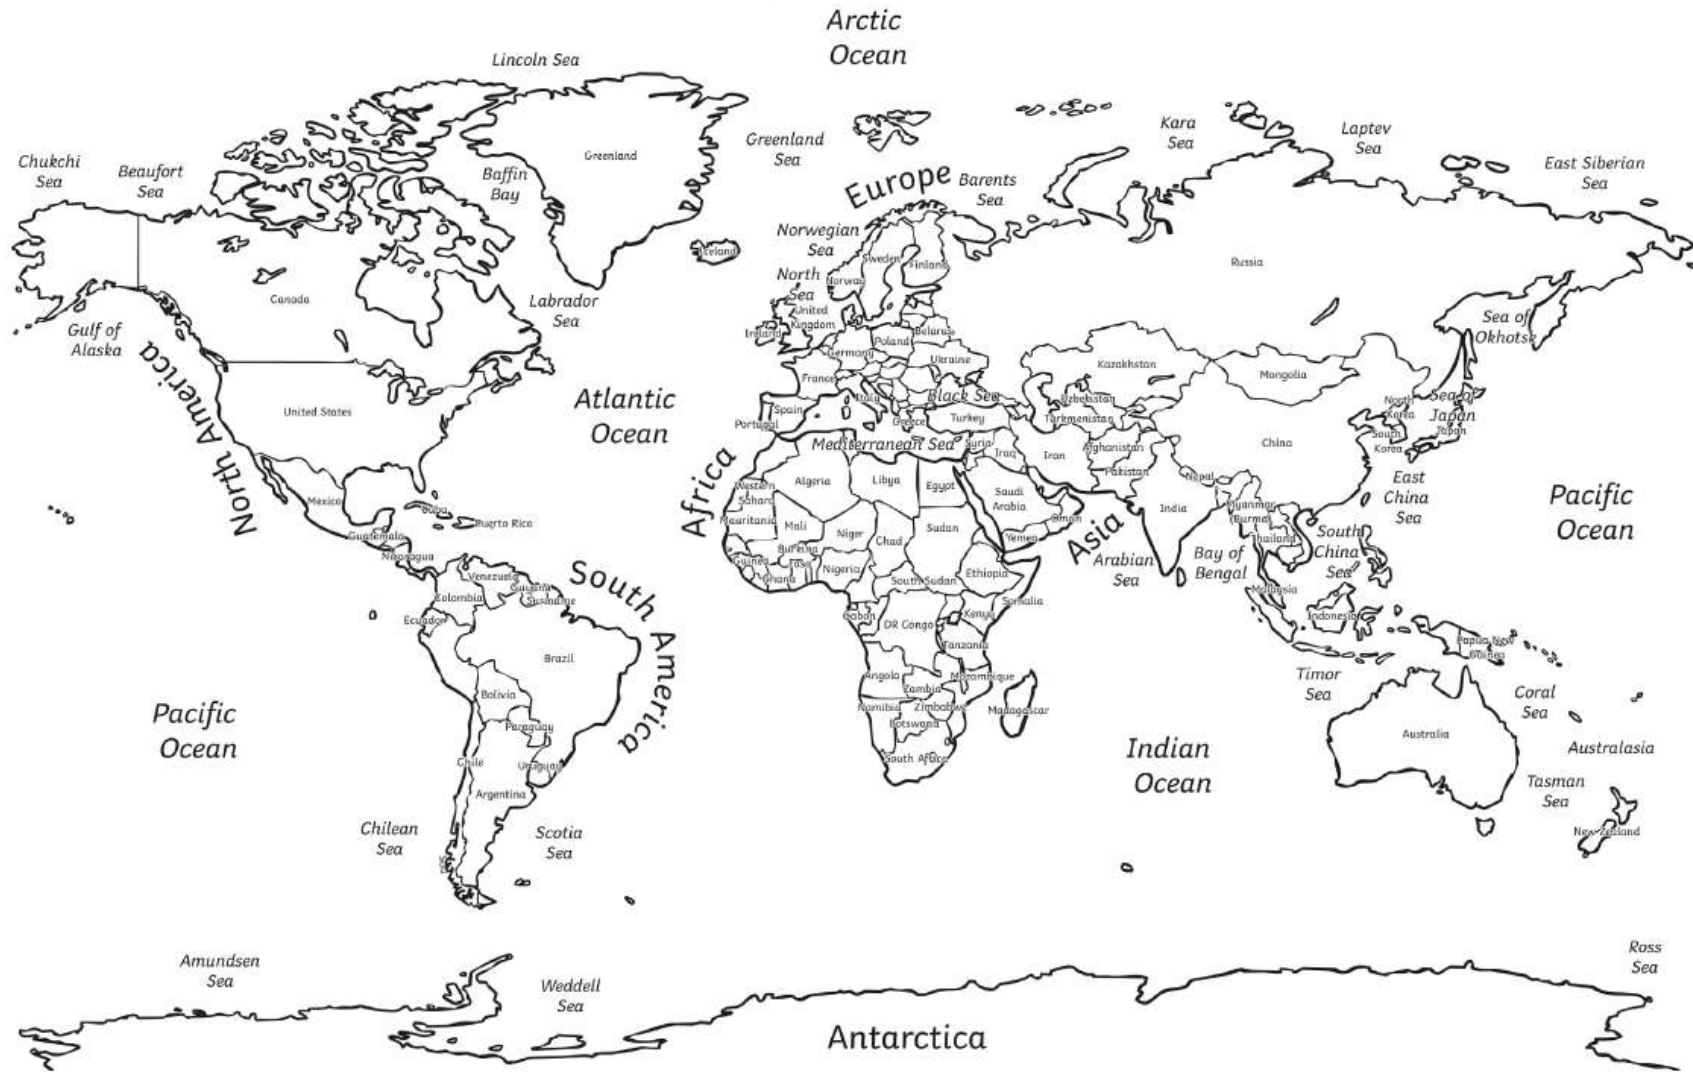 Arctic
Ocean
Lincoln Sea
Greenland
Sea
Kara
Sea
Laptev
Sea
East Siberian
Sea
Chukchi
Sea
Beaufort
Sea
Baffin
Bay
Greenland
Europe
Barents
Sea
Norwegian
Sea
Iceland
Sweden
Finland
Norway
Russia
North
Sea
Canada
Labrador
Sea
Gulf of
Alaska
United
Kingdom
Ireland
Belarus
Poland
Germany
Ukraine
France
Sea of
Okhotsk
Kazakhstan
Mongolia
North America
United States
Atlantic
Ocean
Italy
Black Sea
Uzbekistan
Turkmenistan
Spain
Portugal
Greece
Turkey
Mediterranean Sea
Syria
Iraq
Iran
Afghanistan
Pakistan
China
North
Korea
South
Korea
Sea of
Japan
Japan
Nepal
East
China
Sea
Pacific
Ocean
Africa
Algeria
Libya
Egypt
Saudi
Arabia
Western
Sahara
Mauritania
Mali
Niger
Chad
Sudan
Oman
Yemen
Asia
India
Myanmar
(Burma)
Thailand
South
China
Sea
Arabian
Sea
Bay of
Bengal
Mexico
Cuba
Puerto Rico
Guatemala
Nicaragua
Burkina
Faso
Guinea
Ghana
Nigeria
South Sudan
Ethiopia
Somalia
Malaysia
Indonesia
Venezuela
Guyana
Suriname
Colombia
Ecuador
South America
Gabon
DR Congo
Kenya
Tanzania
Papua New
Guinea
Brazil
Bolivia
Paraguay
Chile
Uruguay
Argentina
Angola
Zambia
Mozambique
Namibia
Zimbabwe
Botswana
Madagascar
South Africa
Timor
Sea
Coral
Sea
Australia
Australasia
Pacific
Ocean
Indian
Ocean
Tasman
Sea
New Zealand
Chilean
Sea
Scotia
Sea
Amundsen
Sea
Weddell
Sea
Ross
Sea
Antarctica